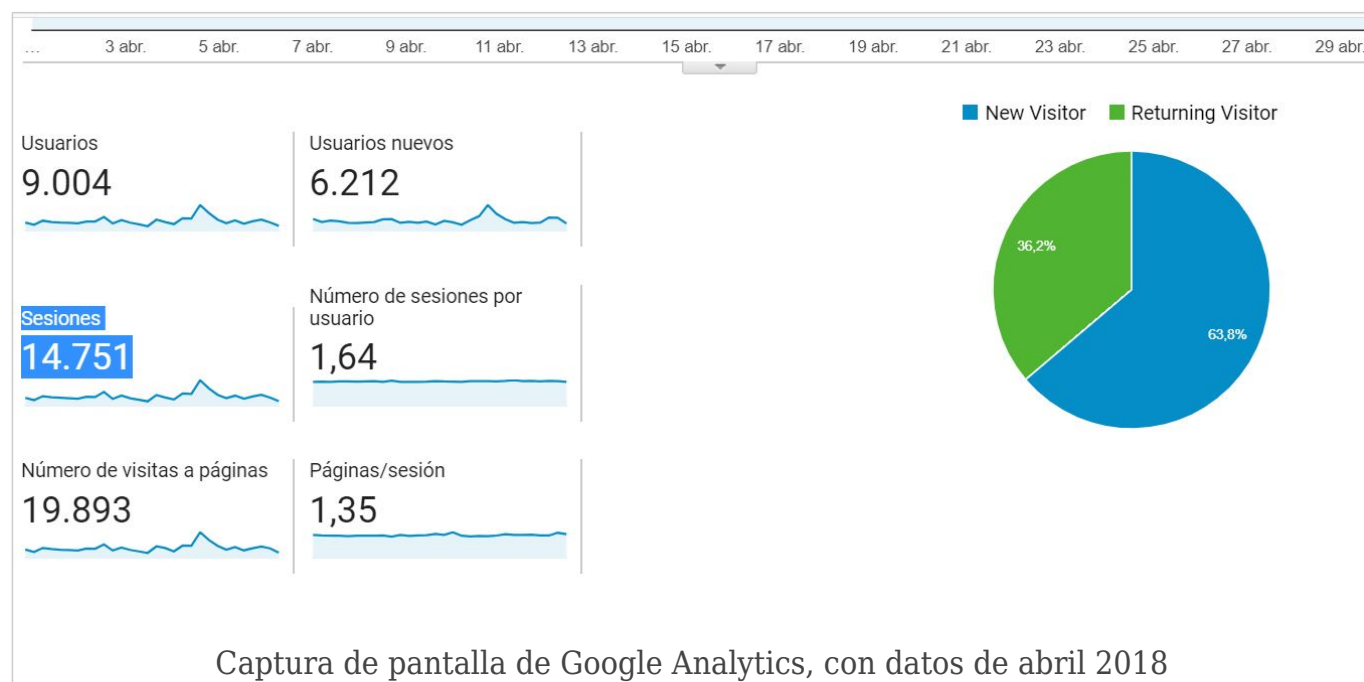 ... 3 abr. 5 abr. 7 abr. 9 abr. 11 abr. 13 abr. 15 abr. 17 abr. 19 abr. 21 abr. 23 abr. 25 abr. 27 abr. 29 abr.
New Visitor Returning Visitor
Usuarios
9.004
Usuarios nuevos
6.212
Sesiones
14.751
Número de sesiones por
usuario
1,64
Número de visitas a páginas
19.893
Páginas/sesión
1,35
36,2%
63,8%
Captura de pantalla de Google Analytics, con datos de abril 2018